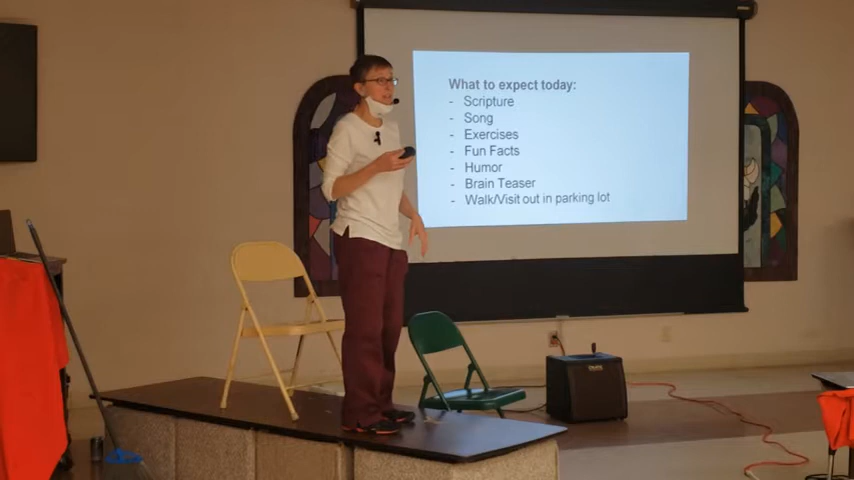 What to expect today:
- Scripture
- Song
- Exercises
- Fun Facts
- Humor
- Brain Teaser
- Walk/Visit out in parking lot